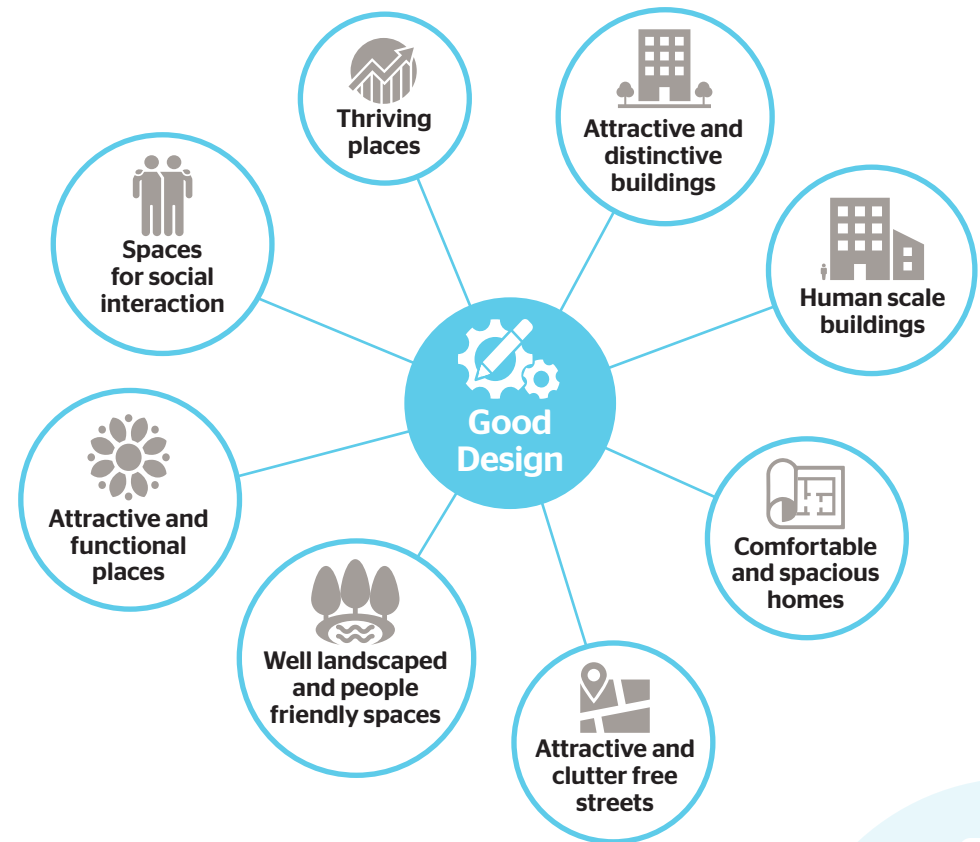 Thriving
places
Attractive and
distinctive
buildings
Spaces
for social
interaction
Human scale
buildings
Good
Design
Attractive and
functional
places
Comfortable
and spacious
homes
Well landscaped
and people
friendly spaces
Attractive and
clutter free
streets